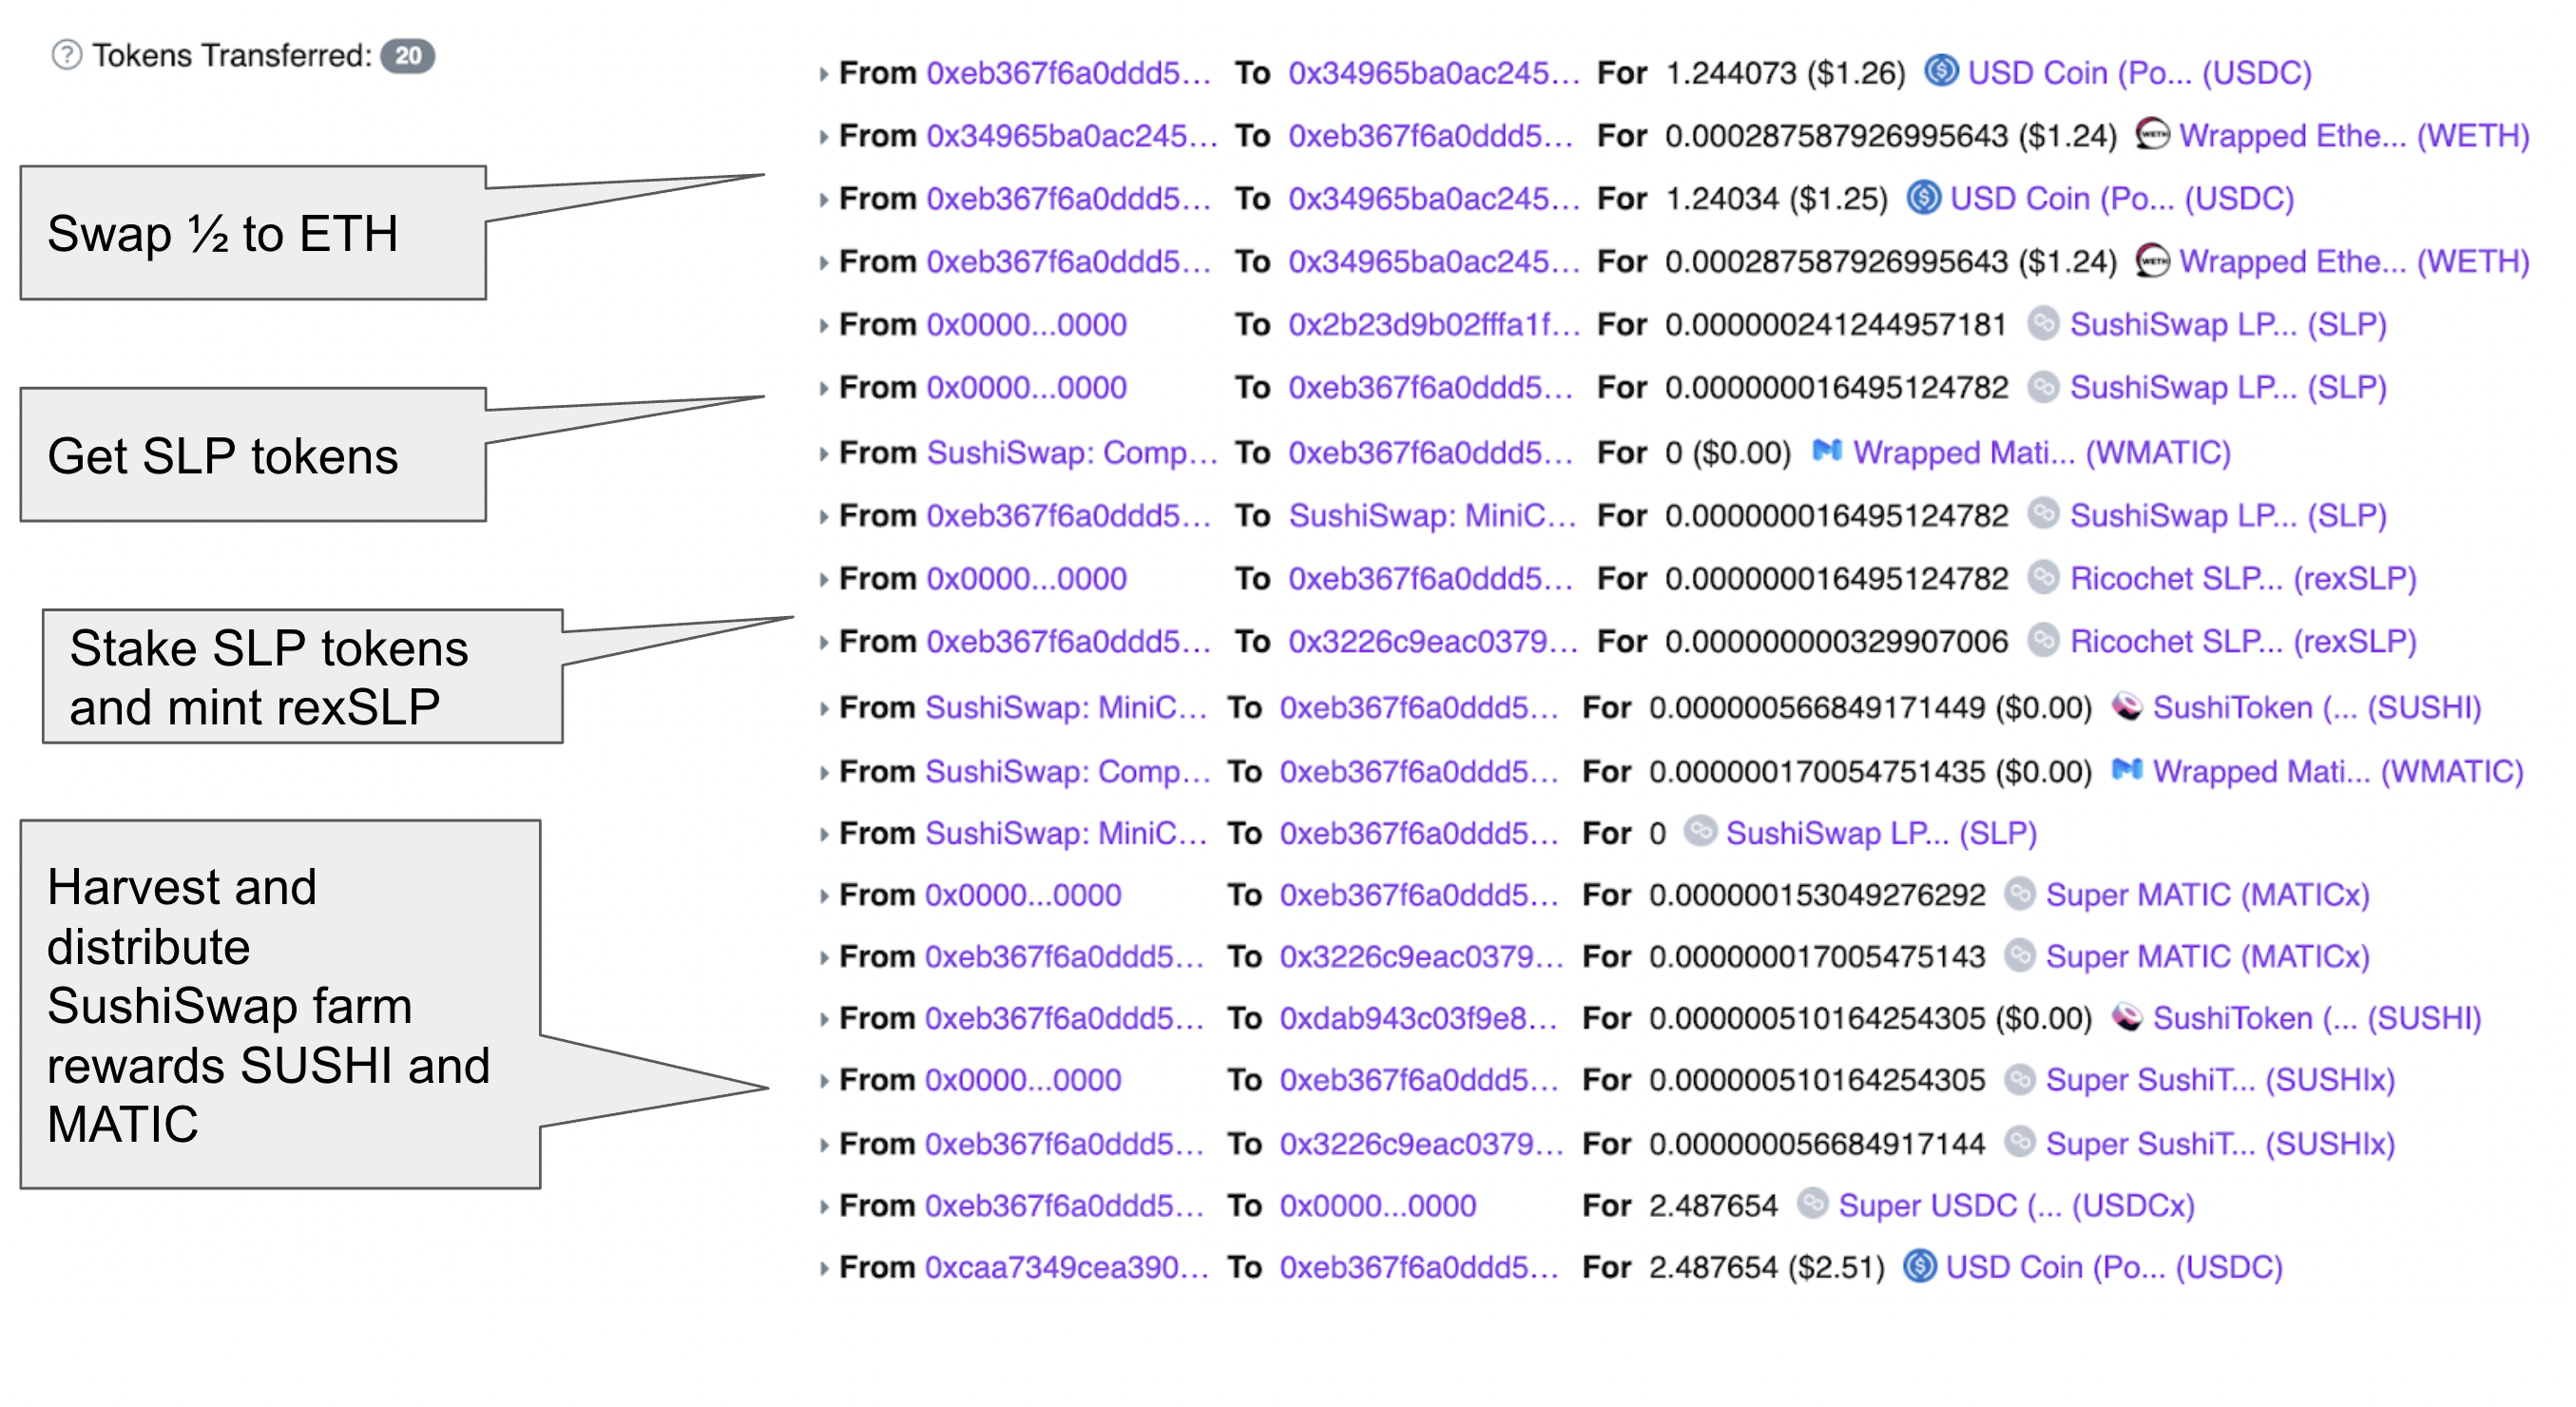 Tokens Transferred: 20
From 0xeb367f6a0ddd5... To 0x34965ba0ac245... For 1.244073 ($1.26) USD Coin (Po... (USDC)
From 0x34965ba0ac245... To 0xeb367f6a0ddd5... For 0.000287587926995643 ($1.24) Wrapped Ethe... (WETH)
From 0xeb367f6a0ddd5... To 0x34965ba0ac245... For 1.24034 ($1.25) USD Coin (Po... (USDC)
From 0xeb367f6a0ddd5... To 0x34965ba0ac245... For 0.000287587926995643 ($1.24) Wrapped Ethe... (WETH)
From 0x0000...0000 To 0x2b23d9b02fffa1f... For 0.000000241244957181 SushiSwap LP... (SLP)
From 0x0000...0000 To 0xeb367f6a0ddd5... For 0.000000016495124782 SushiSwap LP... (SLP)
From SushiSwap: Comp... To 0xeb367f6a0ddd5... For 0 ($0.00) Wrapped Mati... (WMATIC)
From 0xeb367f6a0ddd5... To SushiSwap: MiniC... For 0.000000016495124782 SushiSwap LP... (SLP)
From 0x0000...0000 To 0xeb367f6a0ddd5... For 0.000000016495124782 Ricochet SLP... (rexSLP)
From 0xeb367f6a0ddd5... To 0x3226c9eac0379... For 0.000000000329907006 Ricochet SLP... (rexSLP)
From SushiSwap: MiniC... To 0xeb367f6a0ddd5... For 0.000000566849171449 ($0.00) SushiToken (... (SUSHI)
From SushiSwap: Comp... To 0xeb367f6a0ddd5... For 0.000000170054751435 ($0.00) Wrapped Mati... (WMATIC)
From SushiSwap: MiniC... To 0xeb367f6a0ddd5... For 0 SushiSwap LP... (SLP)
From 0x0000...0000 To 0xeb367f6a0ddd5... For 0.000000153049276292 Super MATIC (MATICx)
From 0xeb367f6a0ddd5... To 0x3226c9eac0379... For 0.000000017005475143 Super MATIC (MATICx)
From 0xeb367f6a0ddd5... To 0xdab943c03f9e8... For 0.000000510164254305 ($0.00) SushiToken (... (SUSHI)
From 0x0000...0000 To 0xeb367f6a0ddd5... For 0.000000510164254305 Super SushiT... (SUSHIx)
From 0xeb367f6a0ddd5... To 0x3226c9eac0379... For 0.000000056684917144 Super SushiT... (SUSHIx)
From 0xeb367f6a0ddd5... To 0x0000...0000 For 2.487654 Super USDC (... (USDCx)
From 0xcaa7349cea390... To 0xeb367f6a0ddd5... For 2.487654 ($2.51) USD Coin (Po... (USDC)
Swap ½ to ETH
Get SLP tokens
Stake SLP tokens
and mint rexSLP
Harvest and
distribute
SushiSwap farm
rewards SUSHI and
MATIC